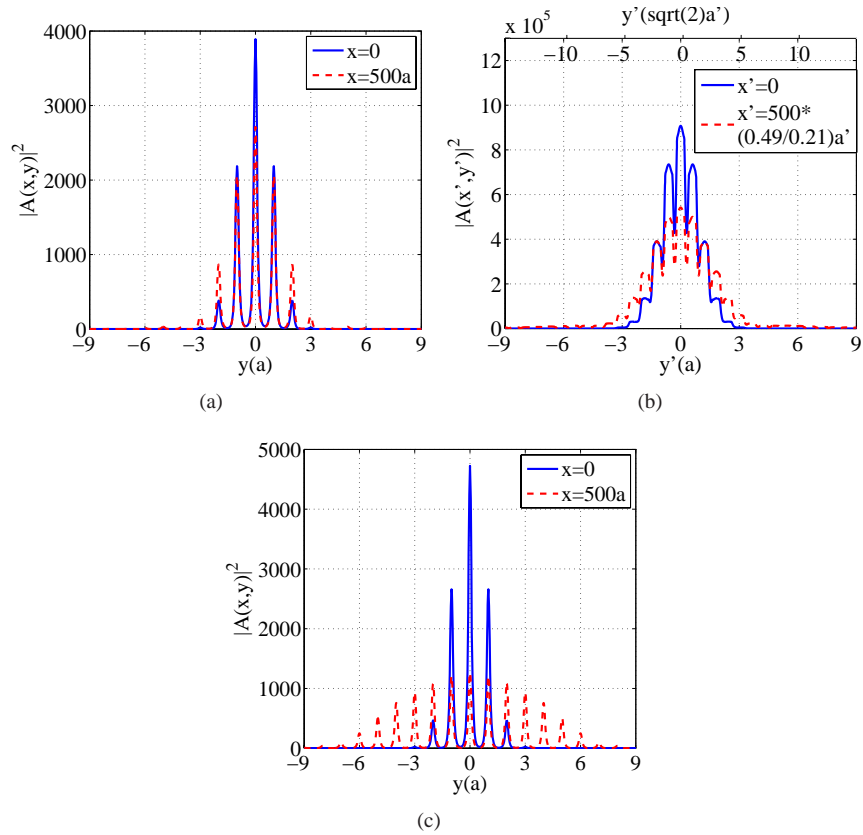 4000
3000
2000
1000
0
|A(x,y)|²
x=0
x=500a
−9 −6 −3 0 3 6 9
y(a)
(a)
y'(sqrt(2)a')
x 10⁵
−10 −5 0 5 10
12
10
8
6
4
2
0
|A(x',y')|²
x'=0
x'=500*
(0.49/0.21)a'
−9 −6 −3 0 3 6 9
y'(a)
(b)
5000
4000
3000
2000
1000
0
|A(x,y)|²
x=0
x=500a
−9 −6 −3 0 3 6 9
y(a)
(c)